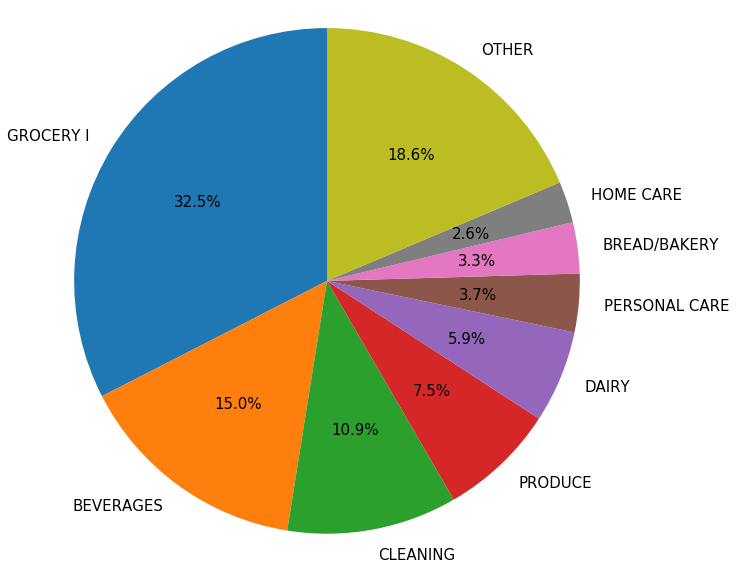 OTHER
GROCERY I
18.6%
HOME CARE
32.5%
2.6%
BREAD/BAKERY
3.3%
3.7%
PERSONAL CARE
5.9%
DAIRY
7.5%
15.0%
10.9%
PRODUCE
BEVERAGES
CLEANING